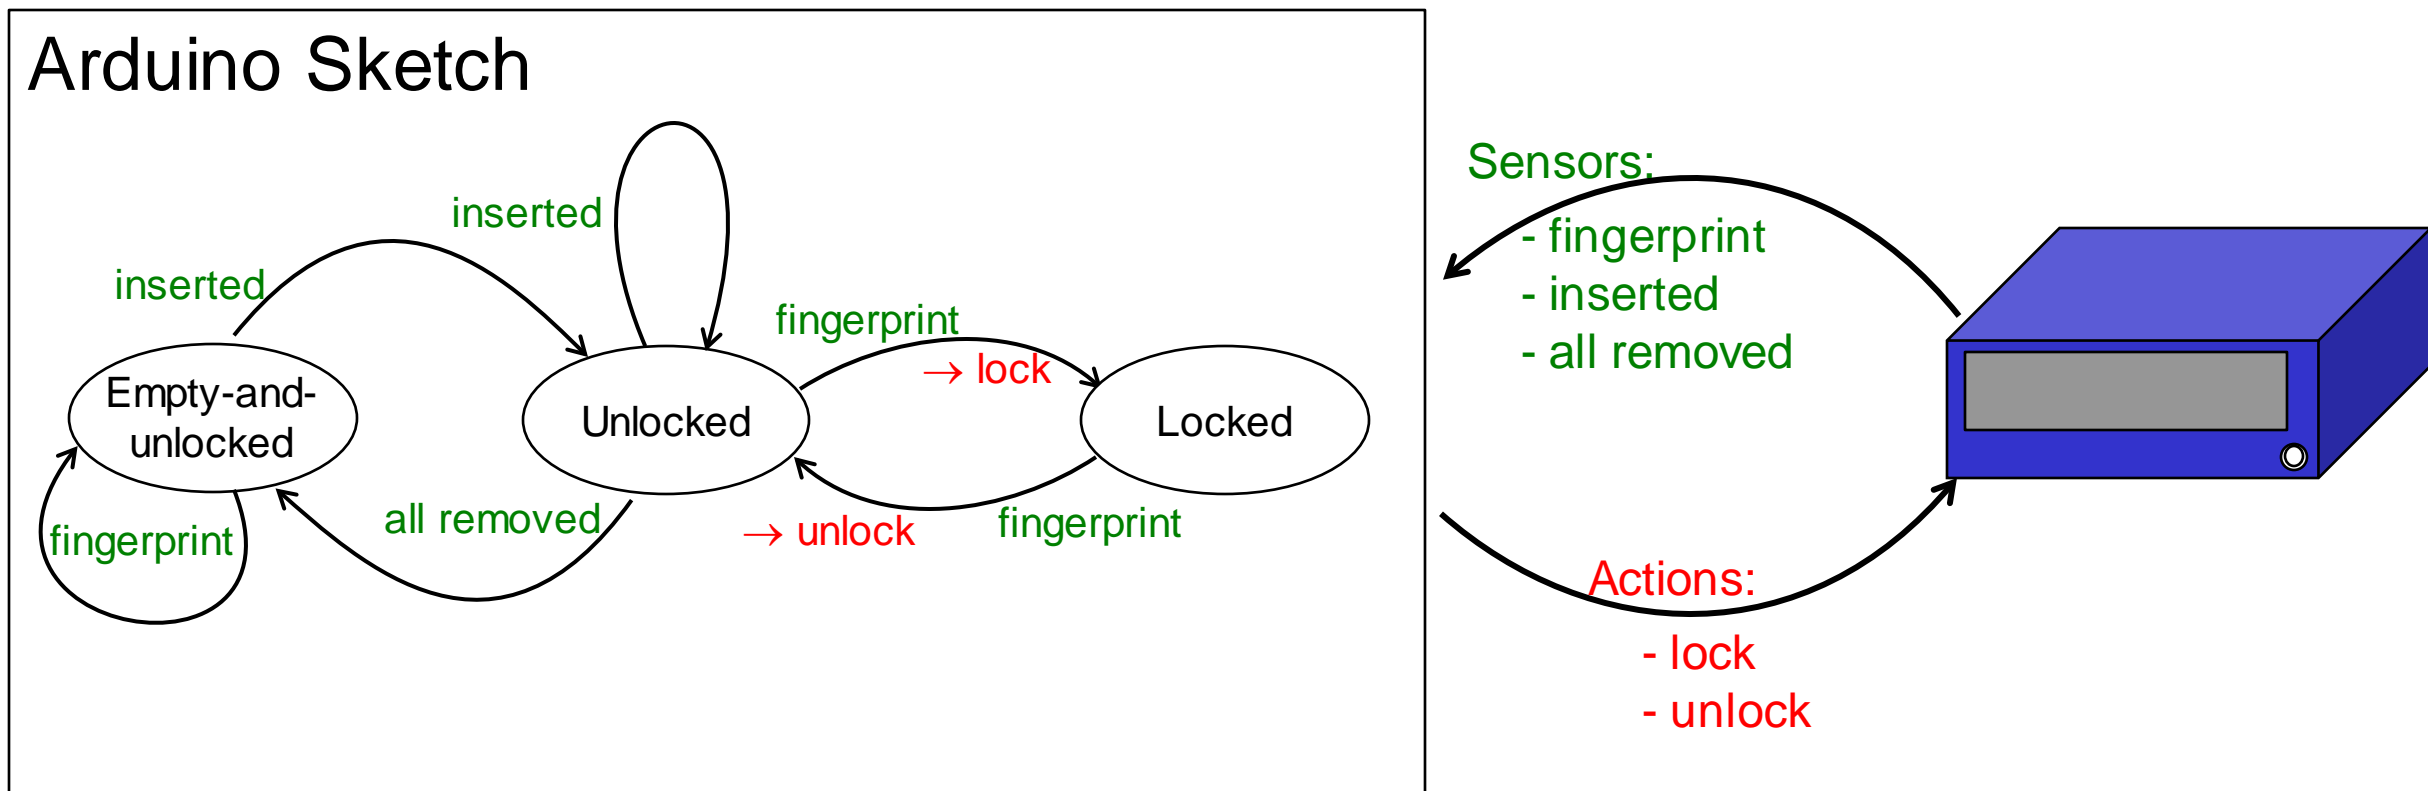 Arduino Sketch
inserted
inserted
fingerprint
→ lock
Empty-and-
unlocked
Unlocked
Locked
fingerprint
all removed
→ unlock
fingerprint
Sensors:
- fingerprint
- inserted
- all removed
Actions:
- lock
- unlock